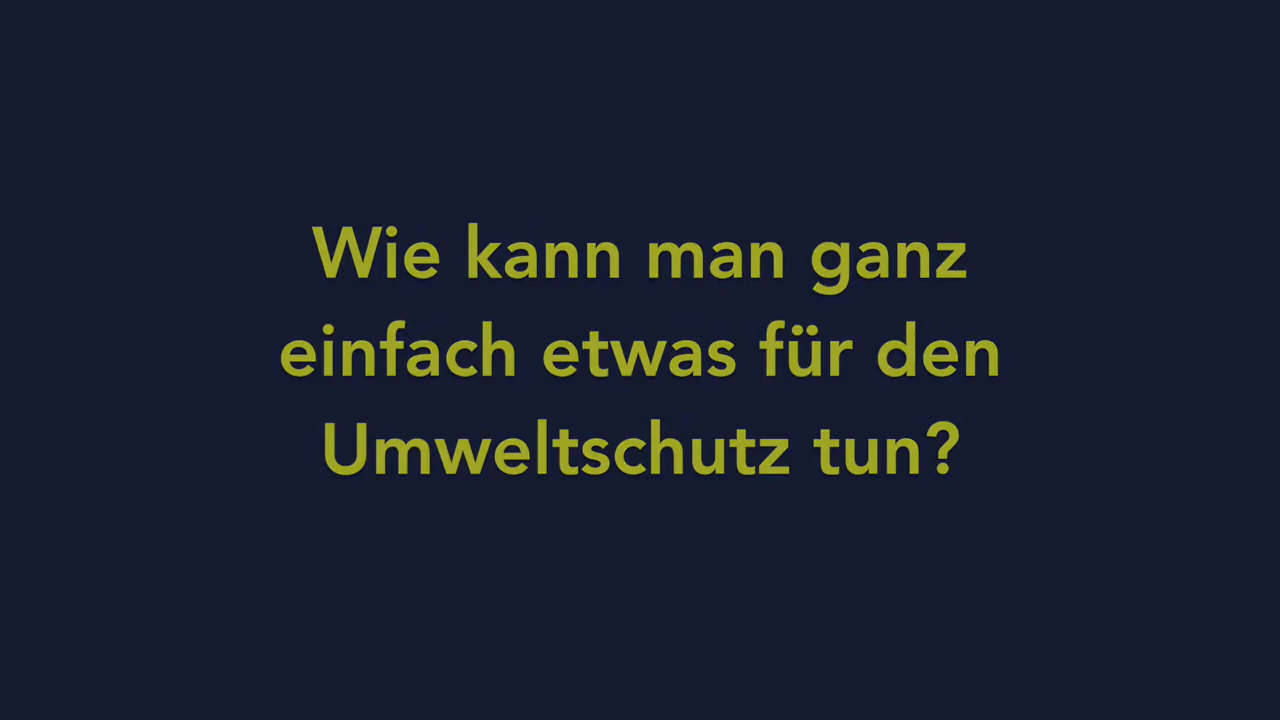 Wie kann man ganz
einfach etwas für den
Umweltschutz tun?